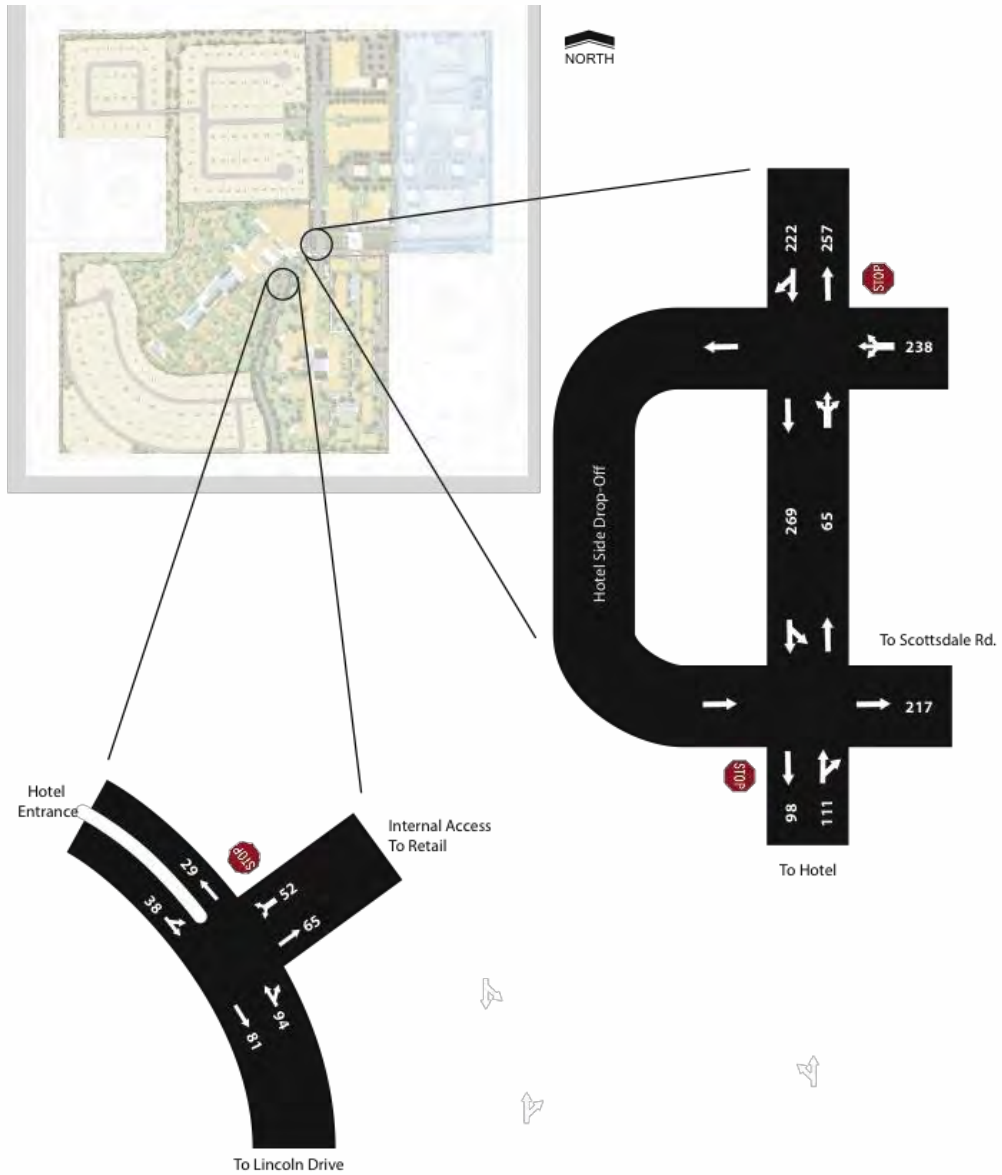 NORTH
222
257
STOP
238
Hotel Side Drop-Off
269
65
To Scottsdale Rd.
217
STOP
98
111
To Hotel
Hotel
Entrance
Internal Access
To Retail
STOP
29
52
38
65
94
81
To Lincoln Drive